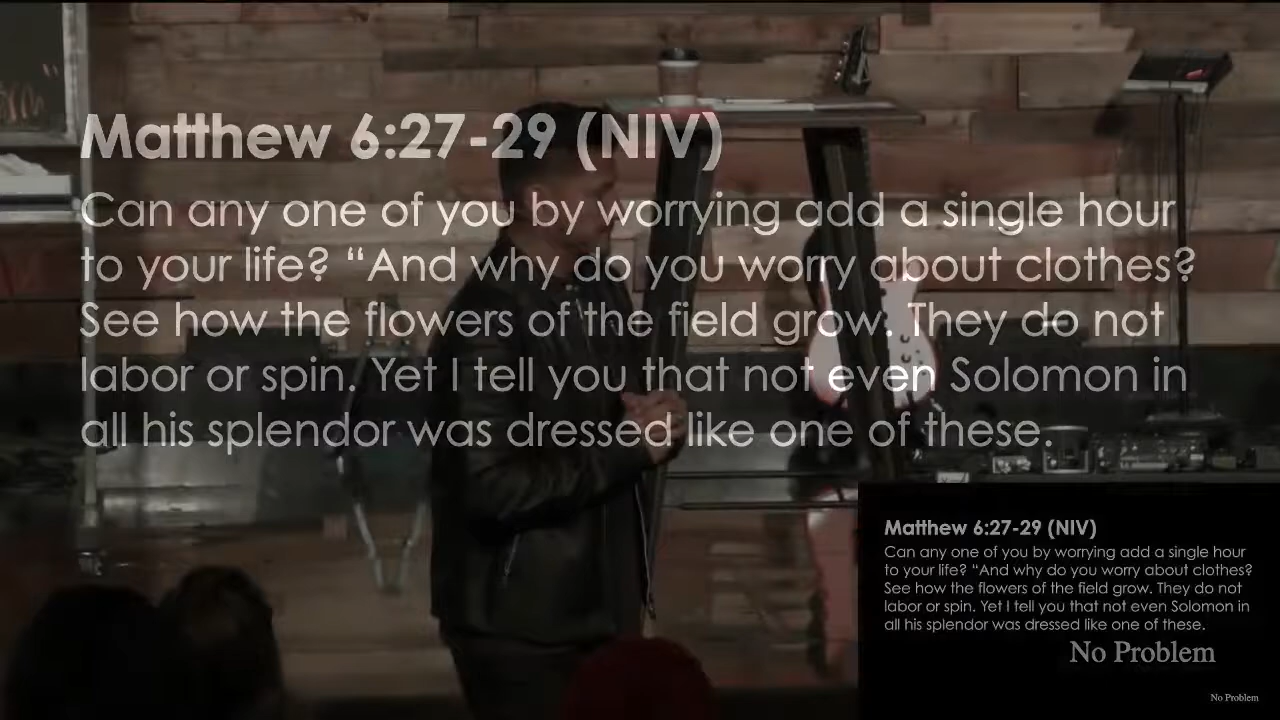 Matthew 6:27-29 (NIV)
Can any one of you by worrying add a single hour
to your life? “And why do you worry about clothes?
See how the flowers of the field grow. They do not
labor or spin. Yet I tell you that not even Solomon in
all his splendor was dressed like one of these.
Matthew 6:27-29 (NIV)
Can any one of you by worrying add a single hour
to your life? “And why do you worry about clothes?
See how the flowers of the field grow. They do not
labor or spin. Yet I tell you that not even Solomon in
all his splendor was dressed like one of these.
No Problem
No Problem